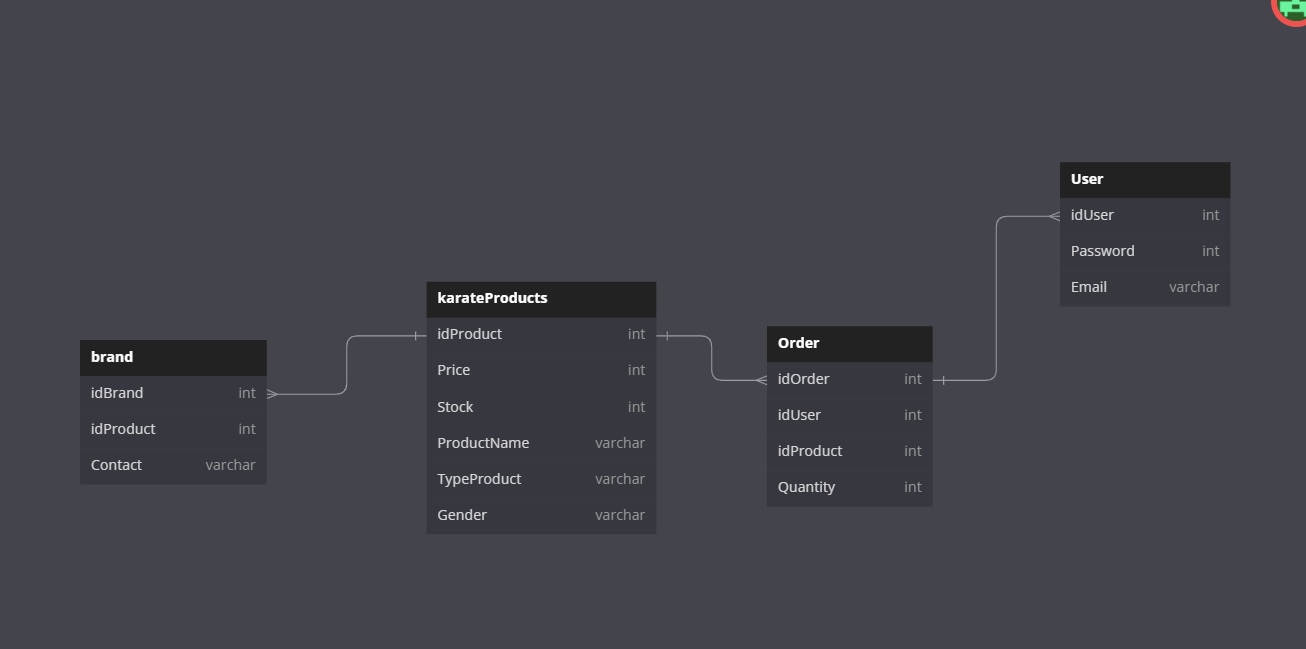 brand
idBrand int
idProduct int
Contact varchar
karateProducts
idProduct int
Price int
Stock int
ProductName varchar
TypeProduct varchar
Gender varchar
Order
idOrder int
idUser int
idProduct int
Quantity int
User
idUser int
Password int
Email varchar